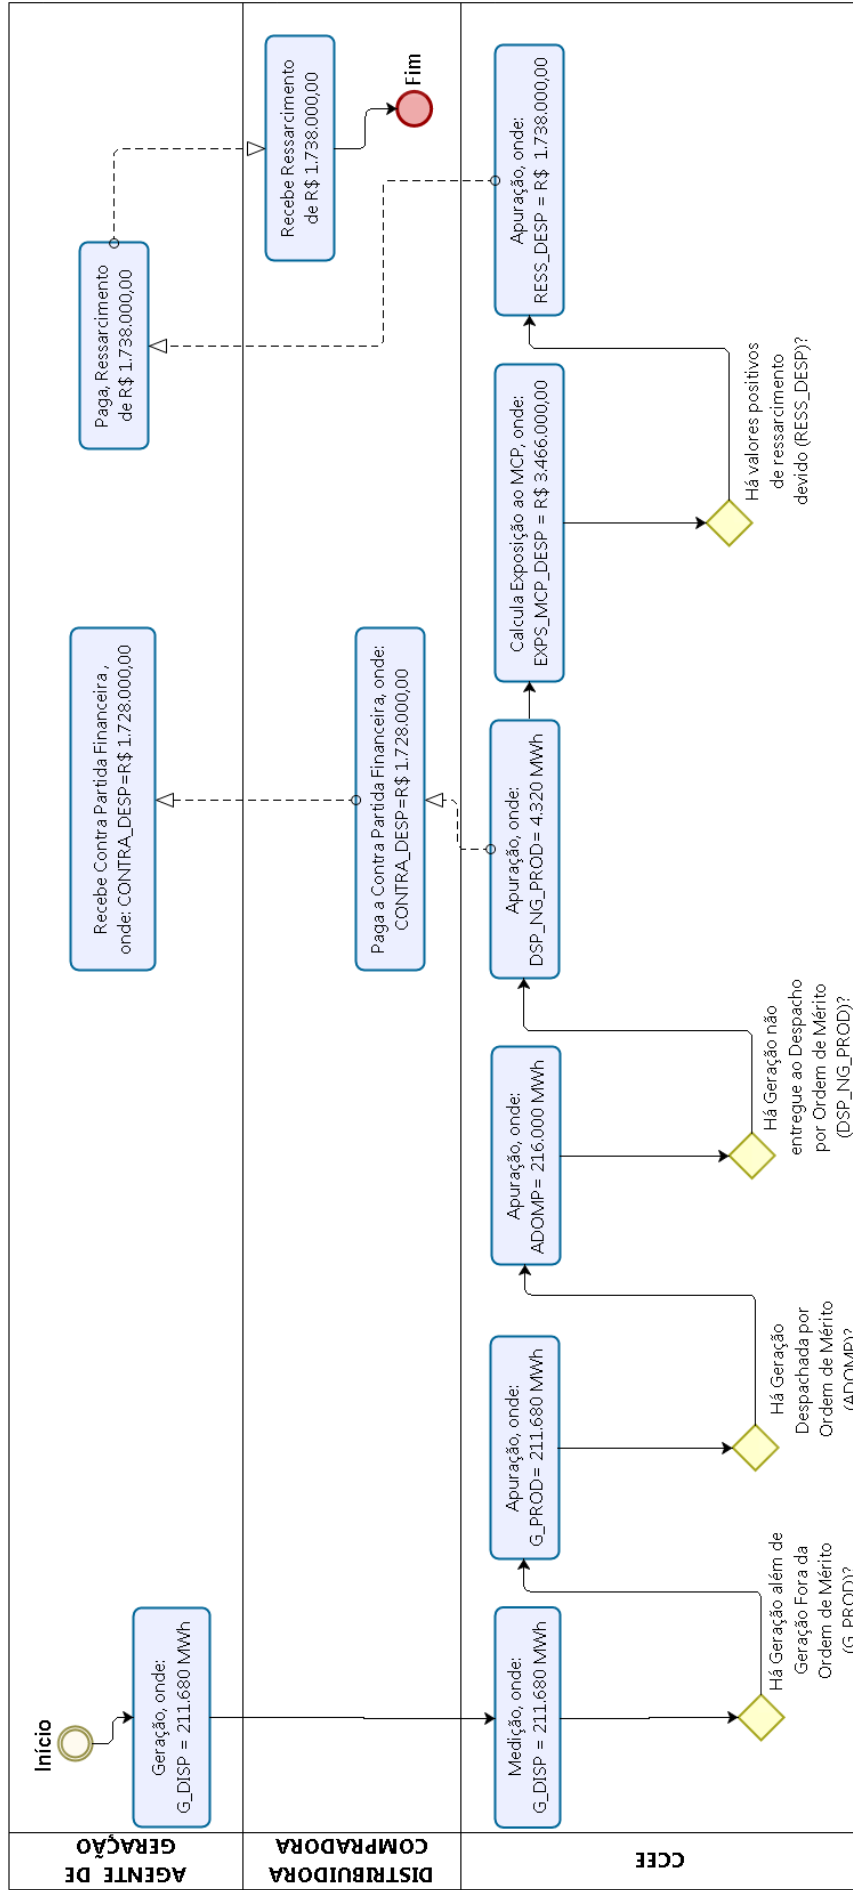 AGENTE DE
GERAÇÃO
Início
Geração, onde:
G_DISP = 211.680 MWh
Recebe Contra Partida Financeira ,
onde: CONTRA_DESP=R$ 1.728.000,00
Paga, Ressarcimento
de R$ 1.738.000,00
DISTRIBUIDORA
COMPRADORA
Paga a Contra Partida Financeira, onde:
CONTRA_DESP=R$ 1.728.000,00
Recebe Ressarcimento
de R$ 1.738.000,00
Fim
CCEE
Medição, onde:
G_DISP = 211.680 MWh
Há Geração além de
Geração Fora da
Ordem de Mérito
(G_PROD)?
Apuração, onde:
G_PROD= 211.680 MWh
Há Geração
Despachada por
Ordem de Mérito
(ADOMP)?
Apuração, onde:
ADOMP= 216.000 MWh
Há Geração não
entregue ao Despacho
por Ordem de Mérito
(DSP_NG_PROD)?
Apuração, onde:
DSP_NG_PROD= 4.320 MWh
Calcula Exposição ao MCP, onde:
EXPS_MCP_DESP = R$ 3.466.000,00
Há valores positivos
de ressarcimento
devido (RESS_DESP)?
Apuração, onde:
RESS_DESP = R$ 1.738.000,00